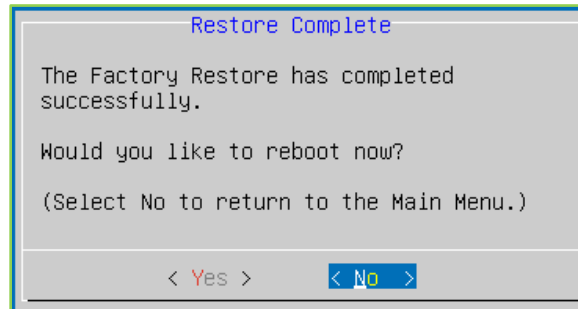 Restore Complete
The Factory Restore has completed
successfully.
Would you like to reboot now?
(Select No to return to the Main Menu.)
< Yes > < No >